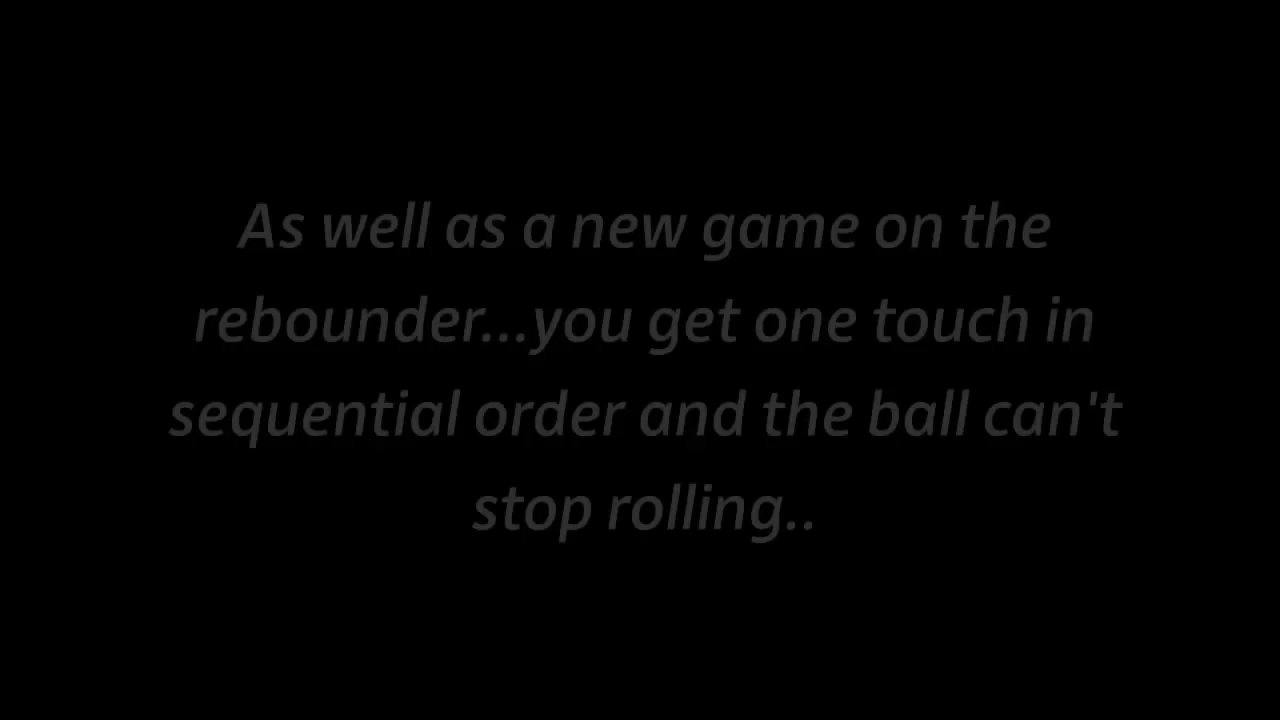 As well as a new game on the
rebounder...you get one touch in
sequential order and the ball can't
stop rolling..